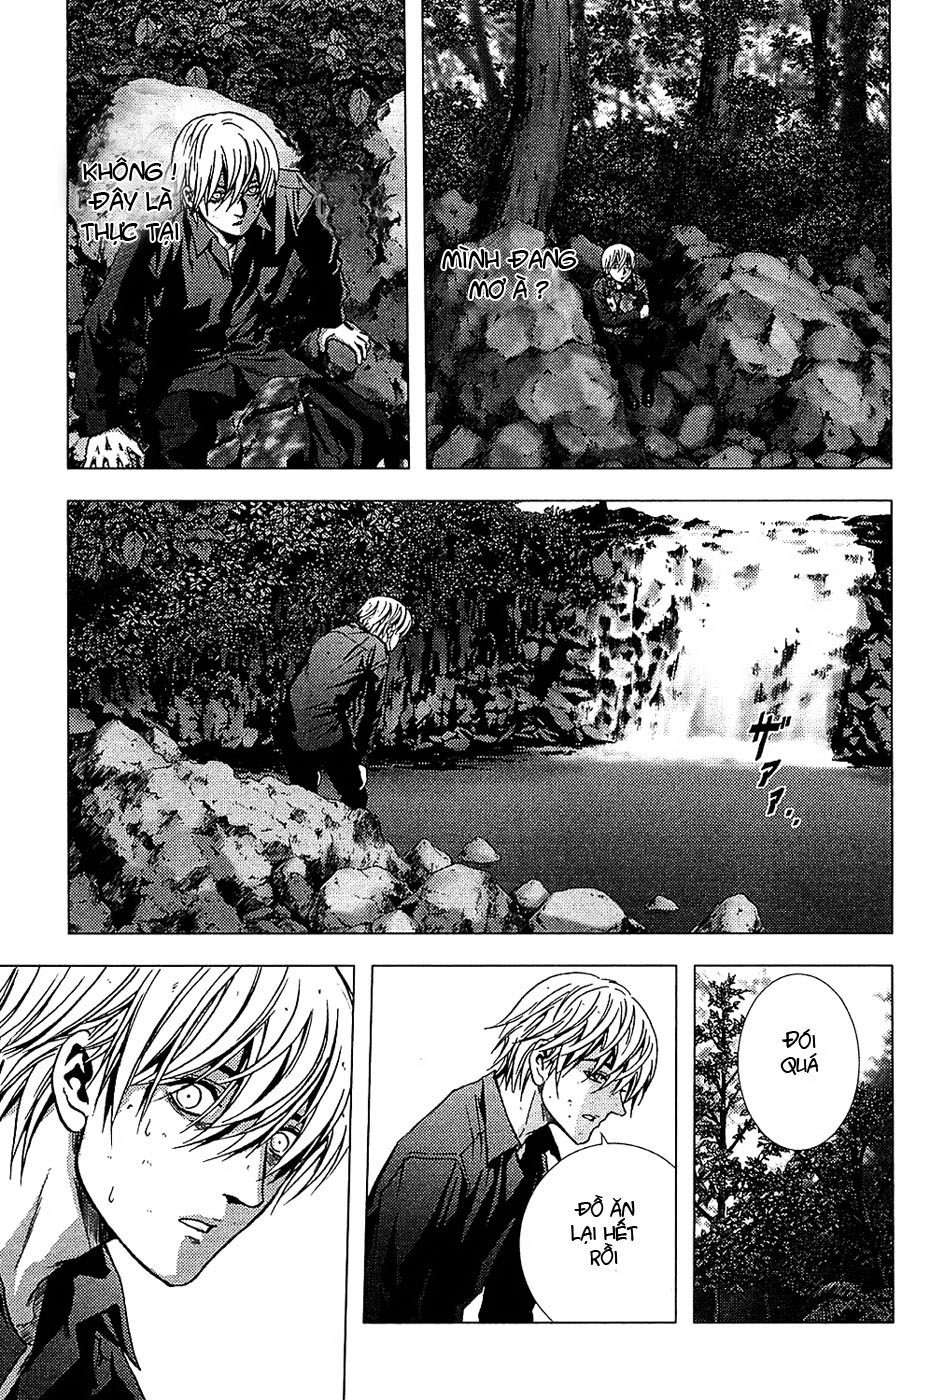 MÌNH ĐANG
MƠ À ?
KHÔNG !
ĐÂY LÀ
THỰC TẠI
ザァァ..
ĐÓI
QUÁ
ĐỒ ĂN
LẠI HẾT
RỒI